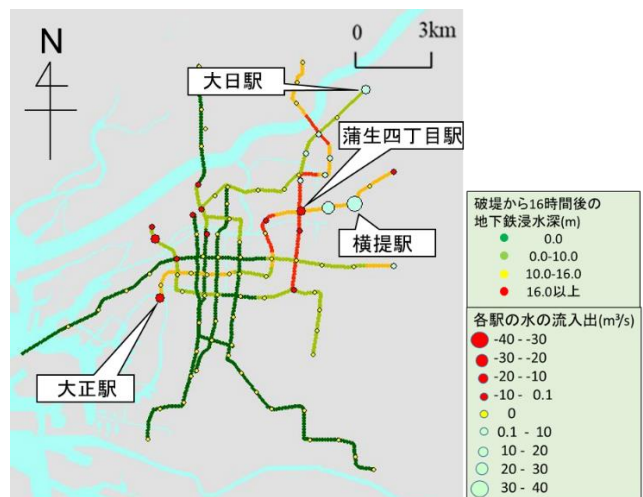 N
0 3km
大日駅
蒲生四丁目駅
横提駅
大正駅
破堤から16時間後の
地下鉄浸水深(m)
0.0
0.0-10.0
10.0-16.0
16.0以上
各駅の水の流入出(m³/s)
-40 - -30
-30 - -20
-20 - -10
-10 - 0.1
0
0.1 - 10
10 - 20
20 - 30
30 - 40